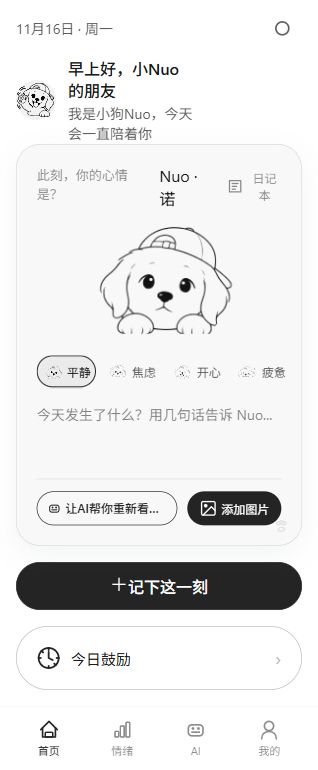 11月16日 · 周一
早上好，小Nuo
的朋友
我是小狗Nuo，今天
会一直陪着你
此刻，你的心情
是？
Nuo ·
诺
日记
本
平静
焦虑
开心
疲惫
今天发生了什么？用几句话告诉 Nuo...
让AI帮你重新看...
添加图片
+记下这一刻
今日鼓励
首页
情绪
AI
我的